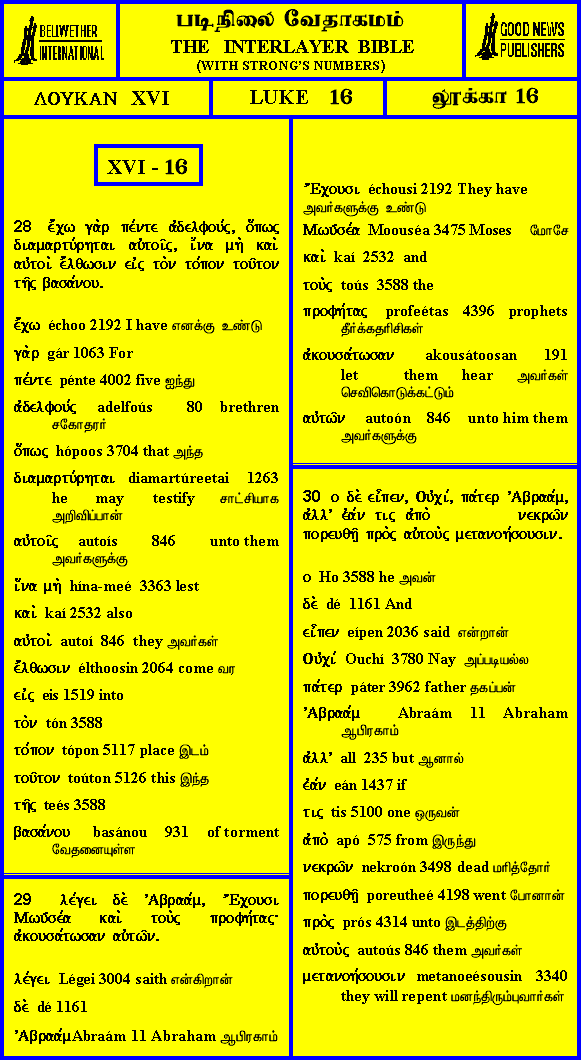 BELLWETHER
INTERNATIONAL
படிநிலை வேதாகமம்
THE INTERLAYER BIBLE
(WITH STRONG'S NUMBERS)
GOOD NEWS
PUBLISHERS
ΛΟΥΚΑΝ XVI
LUKE 16
லூக்கா 16
XVI - 16
28 ἔχω γὰρ πέντε ἀδελφούς, ὅπως
διαμαρτύρηται αὐτοῖς, ἵνα μὴ καὶ
αὐτοὶ ἔλθωσιν εἰς τὸν τόπον τοῦτον
τῆς βασάνου.
ἔχω échoo 2192 I have எனக்கு உண்டு
γὰρ gár 1063 For
πέντε pénte 4002 five ஐந்து
ἀδελφούς adelfoús 80 brethren
சகோதரர்
ὅπως hópoos 3704 that அந்த
διαμαρτύρηται diamartúreetai 1263
he may testify சாட்சியாக
அறிவிப்பான்
αὐτοῖς autoís 846 unto them
அவர்களுக்கு
ἵνα μὴ hína-meé 3363 lest
καὶ kaí 2532 also
αὐτοὶ autoí 846 they அவர்கள்
ἔλθωσιν élthoosin 2064 come வர
εἰς eis 1519 into
τὸν tón 3588
τόπον tópon 5117 place இடம்
τοῦτον toúton 5126 this இந்த
τῆς teés 3588
βασάνου basánou 931 of torment
வேதனையுள்ள
29 λέγει δὲ Ἀβραάμ, Ἔχουσι
Μωσέα καὶ τοὺς προφήτας·
ἀκουσάτωσαν αὐτῶν.
λέγει Légei 3004 saith என்கிறான்
δὲ dé 1161
Ἀβραάμ Abraám 11 Abraham ஆபிரகாம்
Ἔχουσι échousi 2192 They have
அவர்களுக்கு உண்டு
Μωσέα Moouséa 3475 Moses மோசே
καὶ kaí 2532 and
τοὺς toús 3588 the
προφήτας profeétas 4396 prophets
தீர்க்கதரிசிகள்
ἀκουσάτωσαν akousátoosan 191
let them hear அவர்கள்
செவிகொடுக்கட்டும்
αὐτῶν autoón 846 unto him them
அவர்களுக்கு
30 ο δὲ εἶπεν, Οὐχί, πάτερ Ἀβραάμ,
ἀλλ' ἐάν τις ἀπὸ νεκρῶν
πορευθῇ πρὸς αὐτοὺς μετανοήσουσιν.
ο Ho 3588 he அவன்
δὲ dé 1161 And
εἶπεν eípen 2036 said என்றான்
Οὐχί Ouchí 3780 Nay அப்படியல்ல
πάτερ páter 3962 father தகப்பன்
Ἀβραάμ Abraám 11 Abraham
ஆபிரகாம்
ἀλλ' all 235 but ஆனால்
ἐάν eán 1437 if
τις tis 5100 one ஒருவன்
ἀπὸ apó 575 from இருந்து
νεκρῶν nekroón 3498 dead மரித்தோர்
πορευθῇ poreutheé 4198 went போனான்
πρὸς prós 4314 unto இடத்திற்கு
αὐτοὺς autoús 846 them அவர்கள்
μετανοήσουσιν metanoeésousin 3340
they will repent மனந்திரும்புவார்கள்